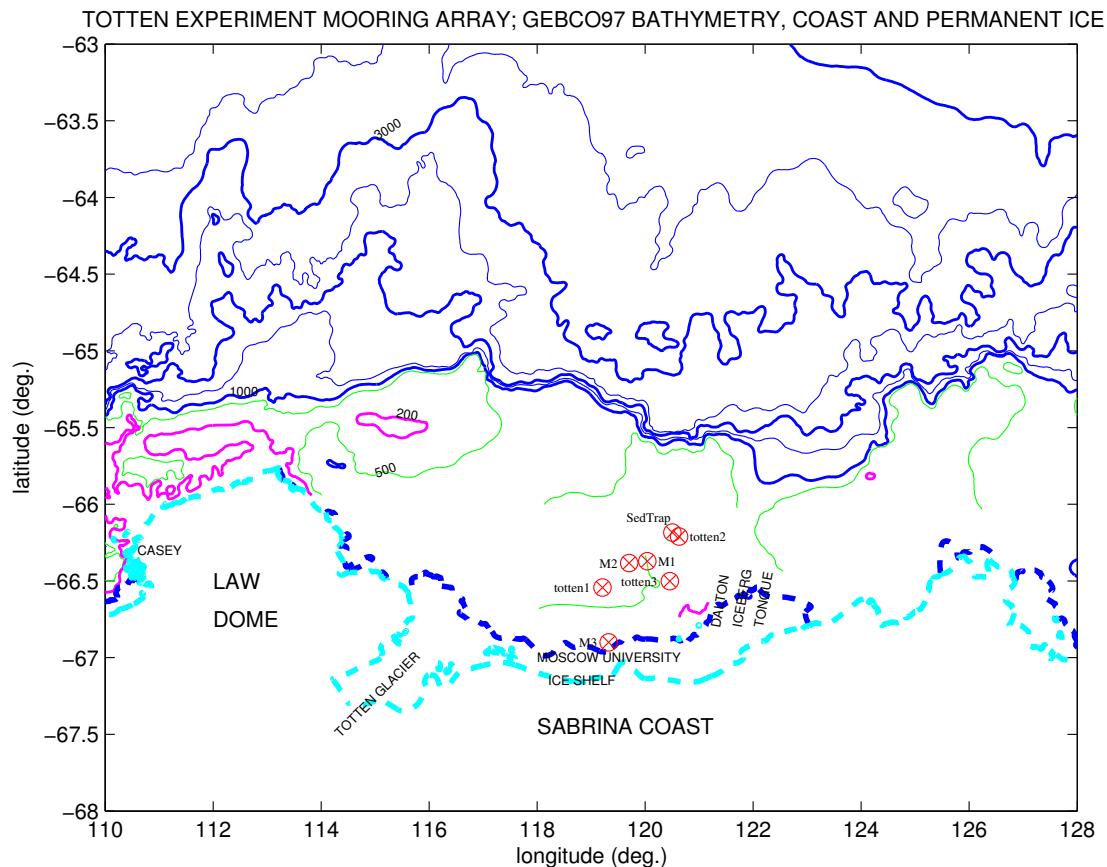 TOTTEN EXPERIMENT MOORING ARRAY; GEBCO97 BATHYMETRY, COAST AND PERMANENT ICE
−63
−63.5
−64
−64.5
−65
−65.5
−66
−66.5
−67
−67.5
−68
latitude (deg.)
3000
1000
200
500
CASEY
LAW
DOME
SedTrap
totten2
M2
M1
totten1
totten3
M3
DALTON
ICEBERG
TONGUE
MOSCOW UNIVERSITY
ICE SHELF
TOTTEN GLACIER
SABRINA COAST
110
112
114
116
118
120
122
124
126
128
longitude (deg.)